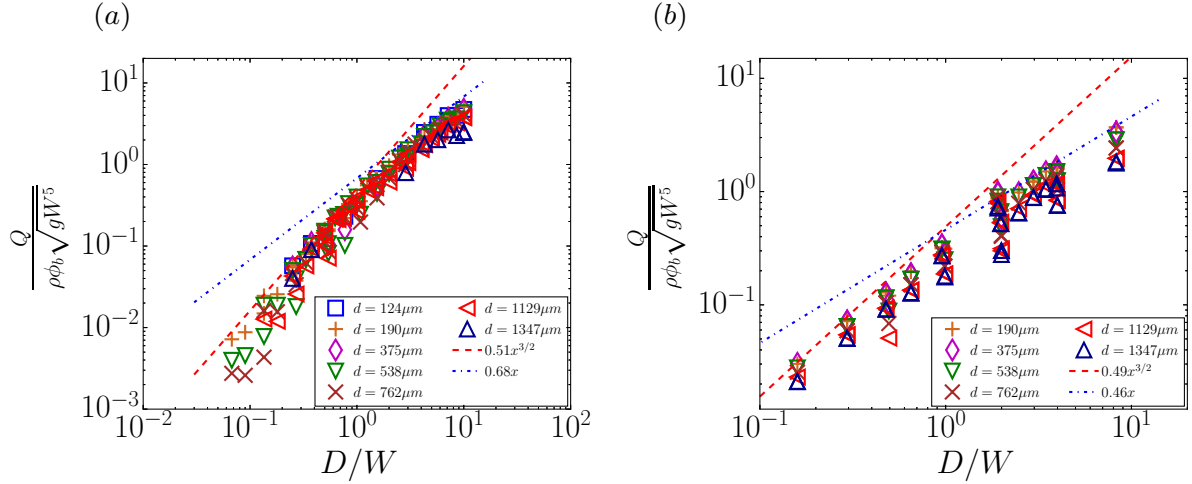 (a)
(b)
Q
ρϕ_b√gW^5
10^1
10^0
10^-1
10^-2
10^-3
10^-2
10^-1
10^0
10^1
10^2
D/W
d = 124μm
d = 190μm
d = 375μm
d = 538μm
d = 762μm
d = 1129μm
d = 1347μm
0.51x^3/2
0.68x
Q
ρϕ_b√gW^5
10^1
10^0
10^-1
10^-1
10^0
10^1
D/W
d = 190μm
d = 375μm
d = 538μm
d = 762μm
d = 1129μm
d = 1347μm
0.49x^3/2
0.46x